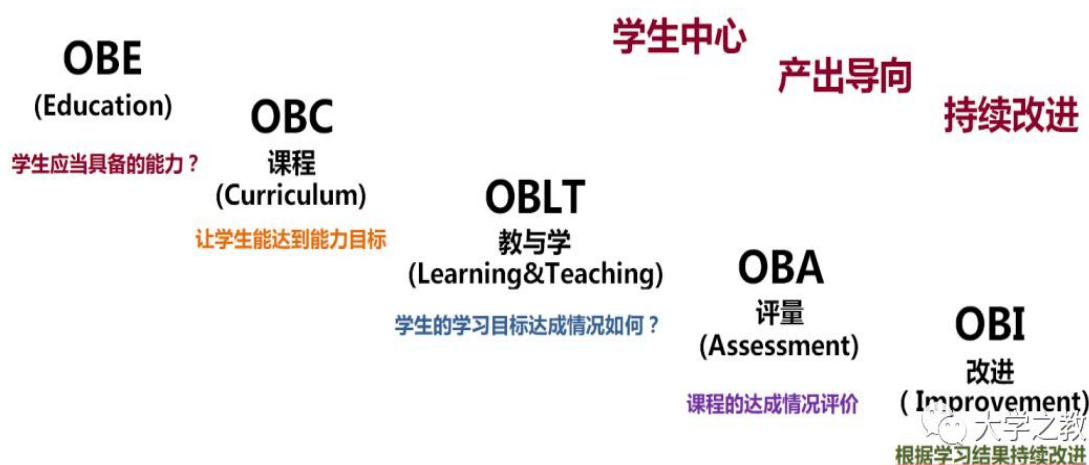 OBE
(Education)
学生应当具备的能力？
学生中心
产出导向
持续改进
OBC
课程
(Curriculum)
让学生能达到能力目标
OBLT
教与学
(Learning&Teaching)
学生的学习目标达成情况如何？
OBA
评量
(Assessment)
课程的达成情况评价
OBI
改进
( Improvement)
大学之教
根据学习结果持续改进